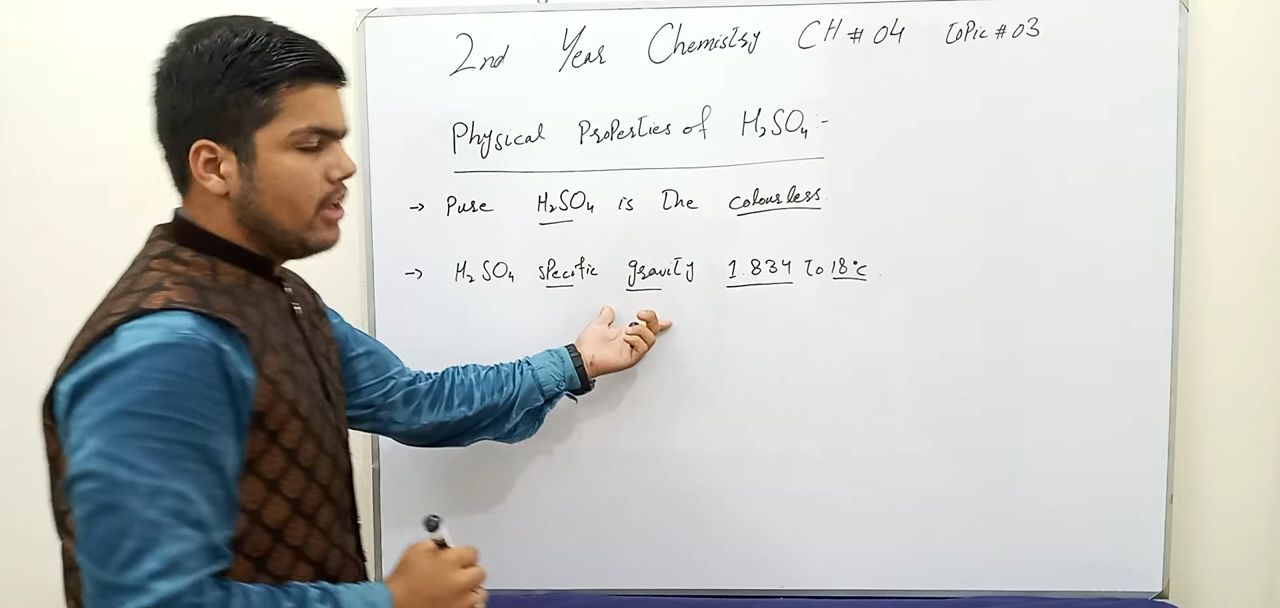 2nd Year Chemistry CH # 04 Topic # 03
Physical Properties of H₂SO₄ :-
→ Pure H₂SO₄ is The colourless.
→ H₂SO₄ specific gravity 1.834 To 18°c.